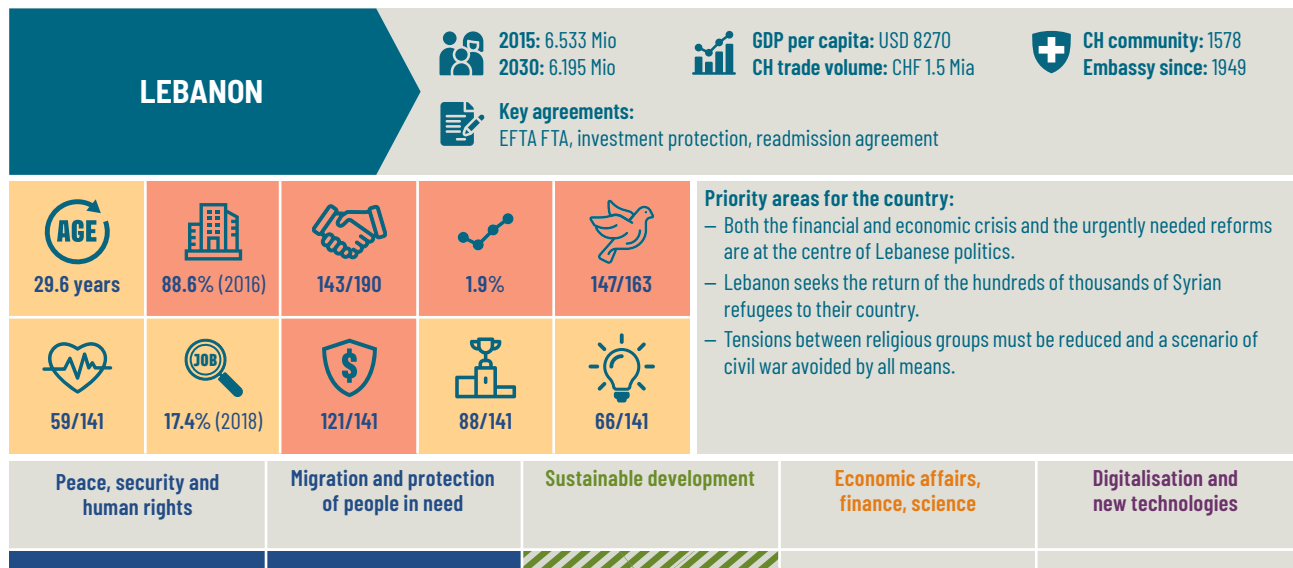 LEBANON
2015: 6.533 Mio
2030: 6.195 Mio
GDP per capita: USD 8270
CH trade volume: CHF 1.5 Mia
CH community: 1578
Embassy since: 1949
Key agreements:
EFTA FTA, investment protection, readmission agreement
AGE
29.6 years
88.6% (2016)
143/190
1.9%
147/163
59/141
JOB
17.4% (2018)
$
121/141
88/141
66/141
Priority areas for the country:
– Both the financial and economic crisis and the urgently needed reforms
are at the centre of Lebanese politics.
– Lebanon seeks the return of the hundreds of thousands of Syrian
refugees to their country.
– Tensions between religious groups must be reduced and a scenario of
civil war avoided by all means.
Peace, security and
human rights
Migration and protection
of people in need
Sustainable development
Economic affairs,
finance, science
Digitalisation and
new technologies